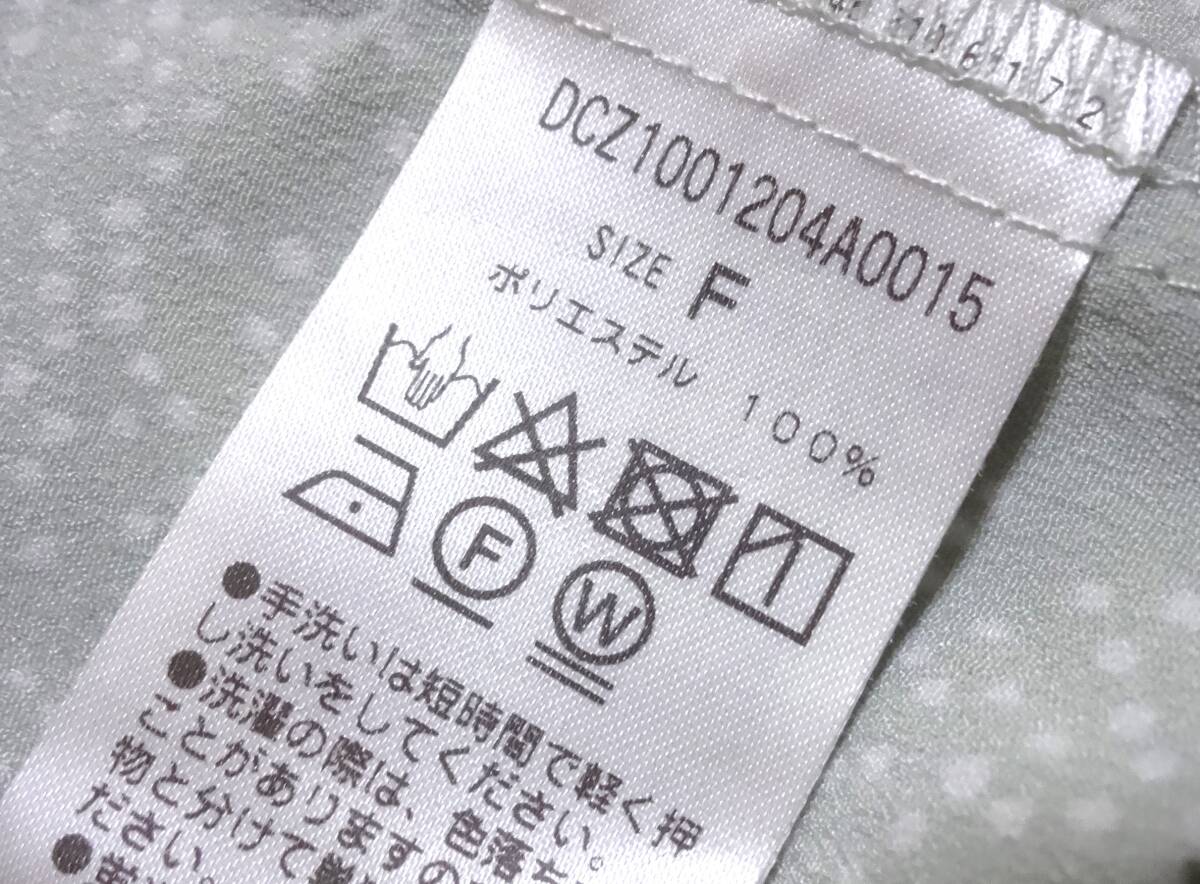 6172
DCZ1001204A0015
SIZE F
ポリエステル 100%
F
W
●手洗いは短時間で軽く押
し洗いをしてください。
●洗濯の際は、色落ち
ことがありますの
物と分けて
ださい。
●